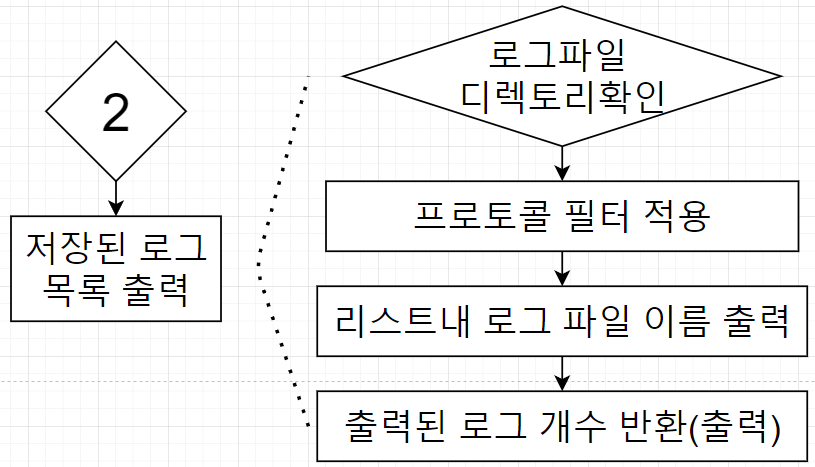 2
저장된 로그
목록 출력
로그파일
디렉토리확인
프로토콜 필터 적용
리스트내 로그 파일 이름 출력
출력된 로그 개수 반환(출력)